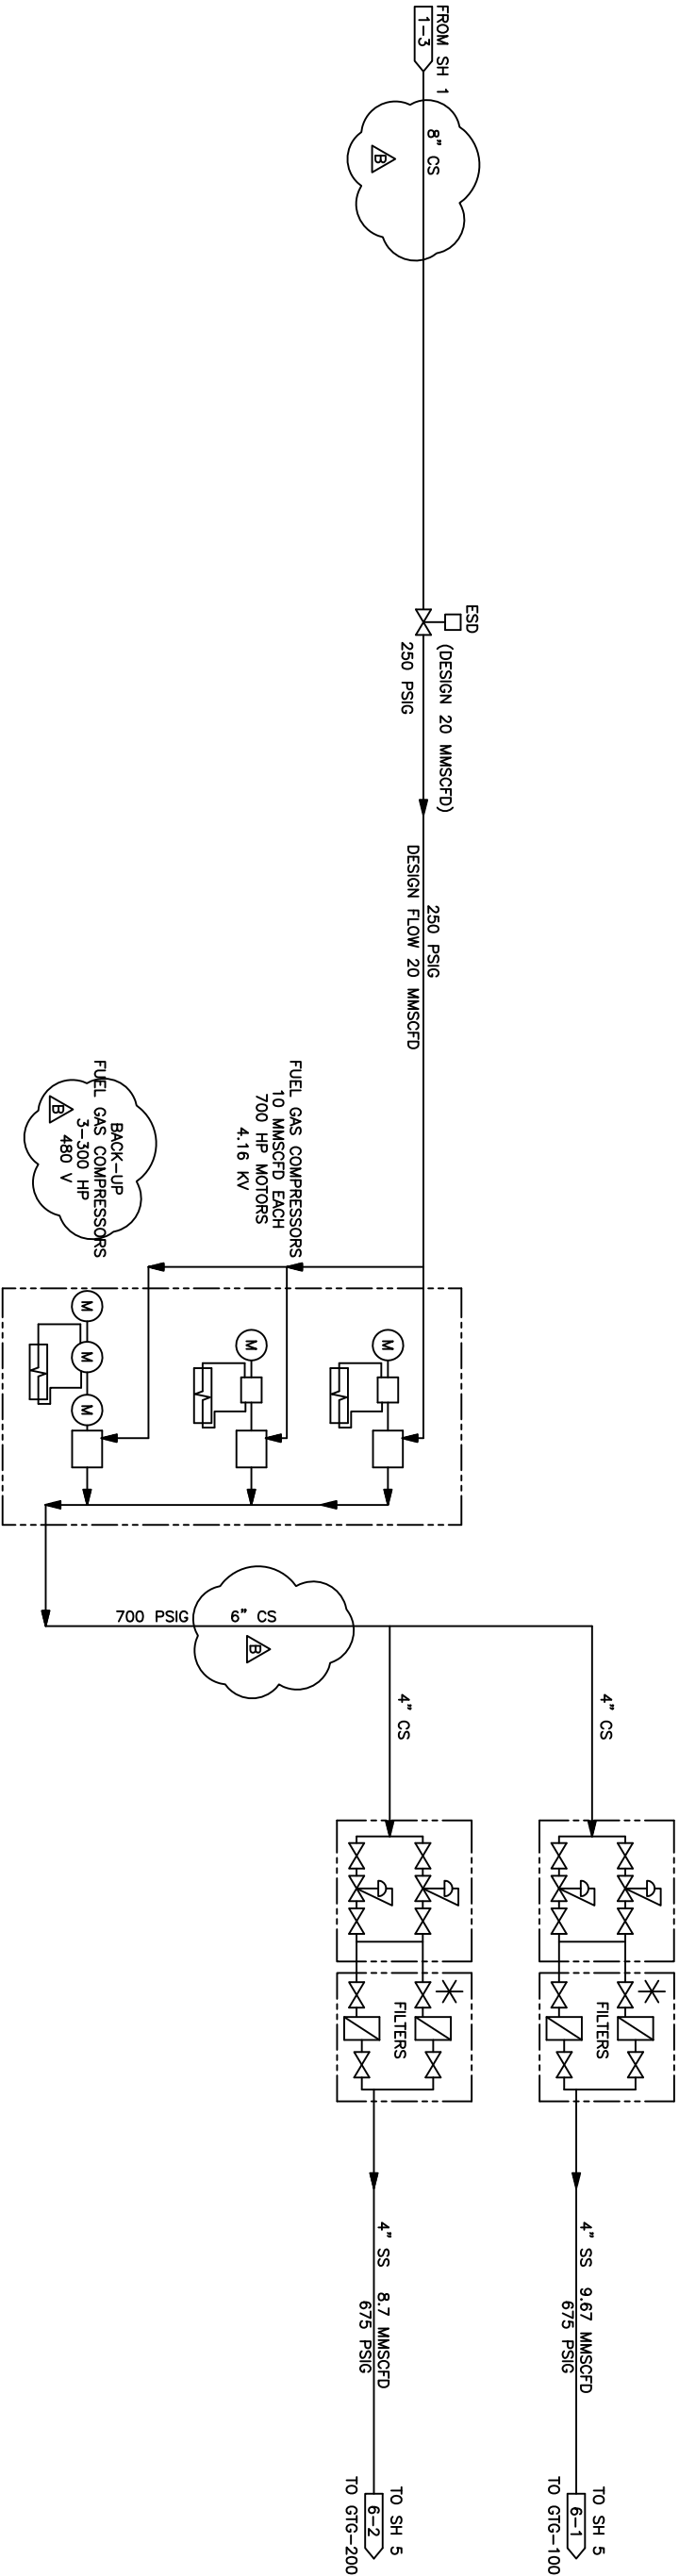 FROM SH 1
1-3
8" CS
B
ESD
(DESIGN 20 MMSCFD)
250 PSIG
250 PSIG
DESIGN FLOW 20 MMSCFD
FUEL GAS COMPRESSORS
10 MMSCFD EACH
700 HP MOTORS
4.16 KV
BACK-UP
FUEL GAS COMPRESSORS
3-300 HP
480 V
B
M
M
M
M
M
700 PSIG
6" CS
B
4" CS
4" CS
FILTERS
FILTERS
4" SS 9.67 MMSCFD
675 PSIG
4" SS 8.7 MMSCFD
675 PSIG
TO SH 5
6-1
TO GTG-100
TO SH 5
6-2
TO GTG-200